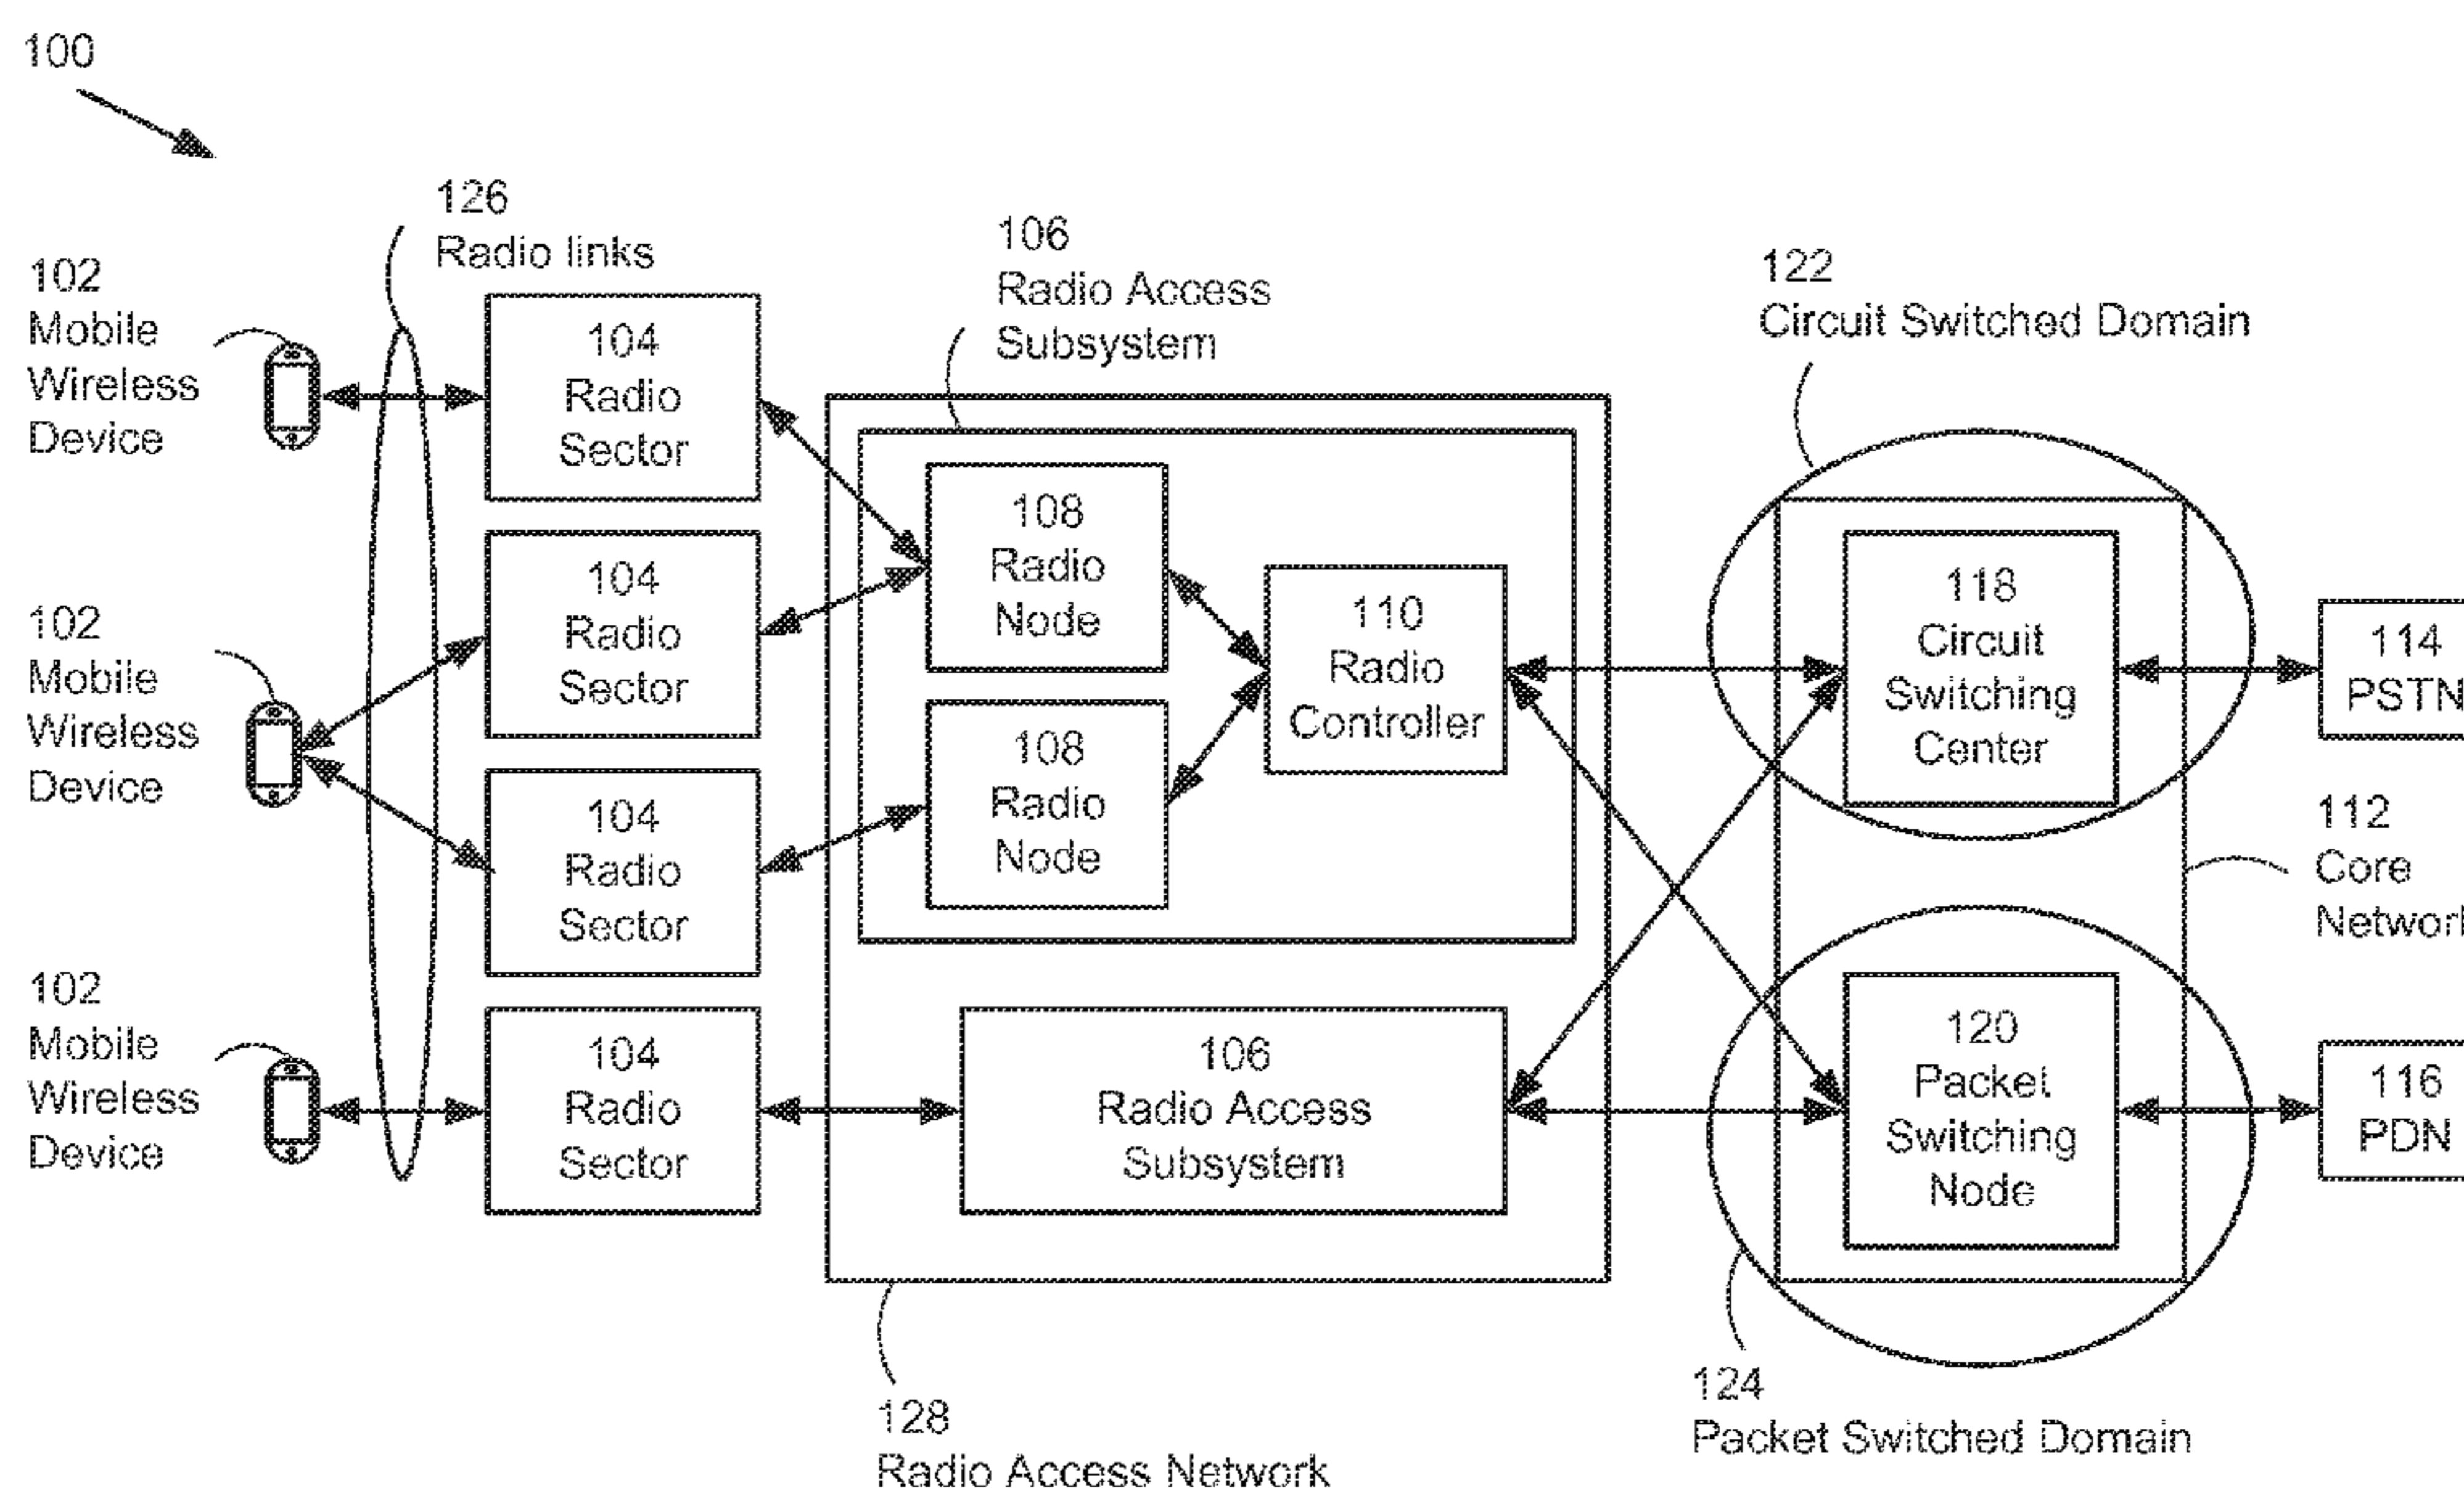 100
126
Radio links
106
Radio Access
Subsystem
122
Circuit Switched Domain
102
Mobile
Wireless
Device
104
Radio
Sector
108
Radio
Node
104
Radio
Sector
118
Circuit
Switching
Center
110
Radio
Controller
114
PSTN
102
Mobile
Wireless
Device
108
Radio
Node
104
Radio
Sector
112
Core
Network
102
Mobile
Wireless
Device
104
Radio
Sector
106
Radio Access
Subsystem
120
Packet
Switching
Node
116
PDN
124
Packet Switched Domain
128
Radio Access Network